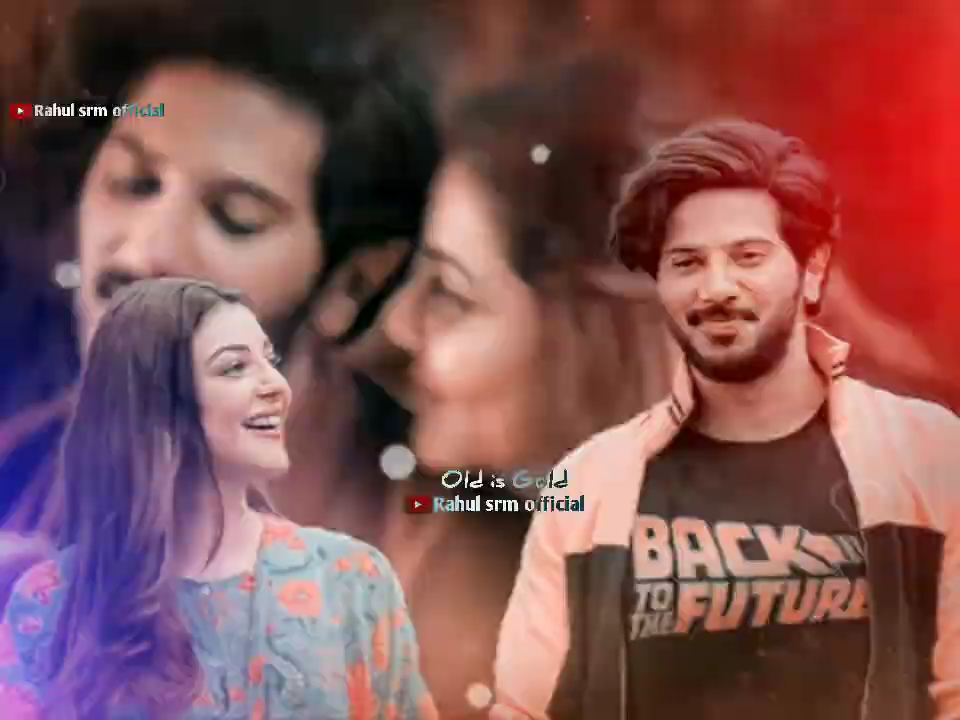 Rahul srm official
Old is Gold
Rahul srm official
BACK
TO
THE FUTURE